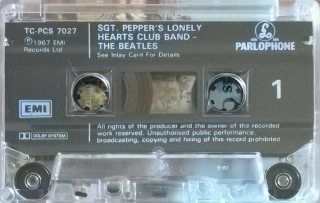 TC-PCS 7027
℗1967 EMI
Records Ltd
SGT. PEPPER'S LONELY
HEARTS CLUB BAND –
THE BEATLES
See Inlay Card For Details
PARLOPHONE
EMI
1
DOLBY SYSTEM
All rights of the producer and the owner of the recorded
work reserved. Unauthorised public performance,
broadcasting, copying and hiring of this record prohibited